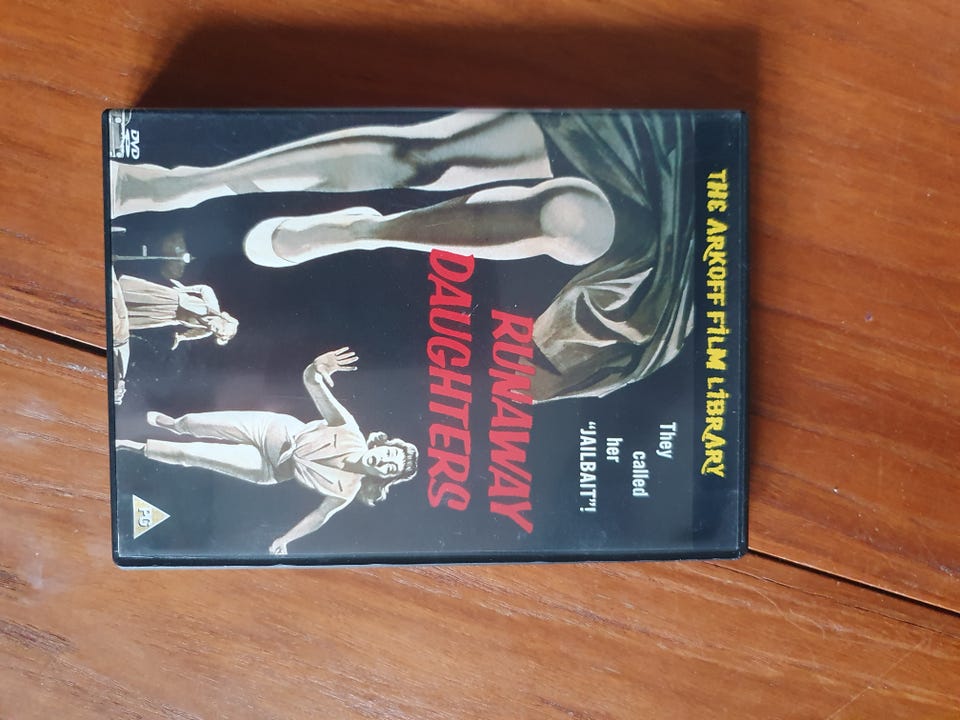 THE ARKOFF FILM LIBRARY
They
called
her
"JAILBAIT"!
RUNAWAY
DAUGHTERS
DVD
PG